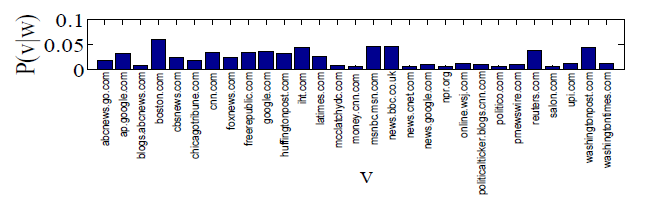 P(v|w)
0.1
0.05
0
abcnews.go.com
ap.google.com
blogs.abcnews.com
boston.com
cbsnews.com
chicagotribune.com
cnn.com
foxnews.com
freerepublic.com
google.com
huffingtonpost.com
iht.com
latimes.com
mcclatchydc.com
money.cnn.com
msnbc.msn.com
news.bbc.co.uk
news.cnet.com
news.google.com
npr.org
online.wsj.com
politicalticker.blogs.cnn.com
politico.com
prnewswire.com
reuters.com
salon.com
upi.com
washingtonpost.com
washingtontimes.com
v